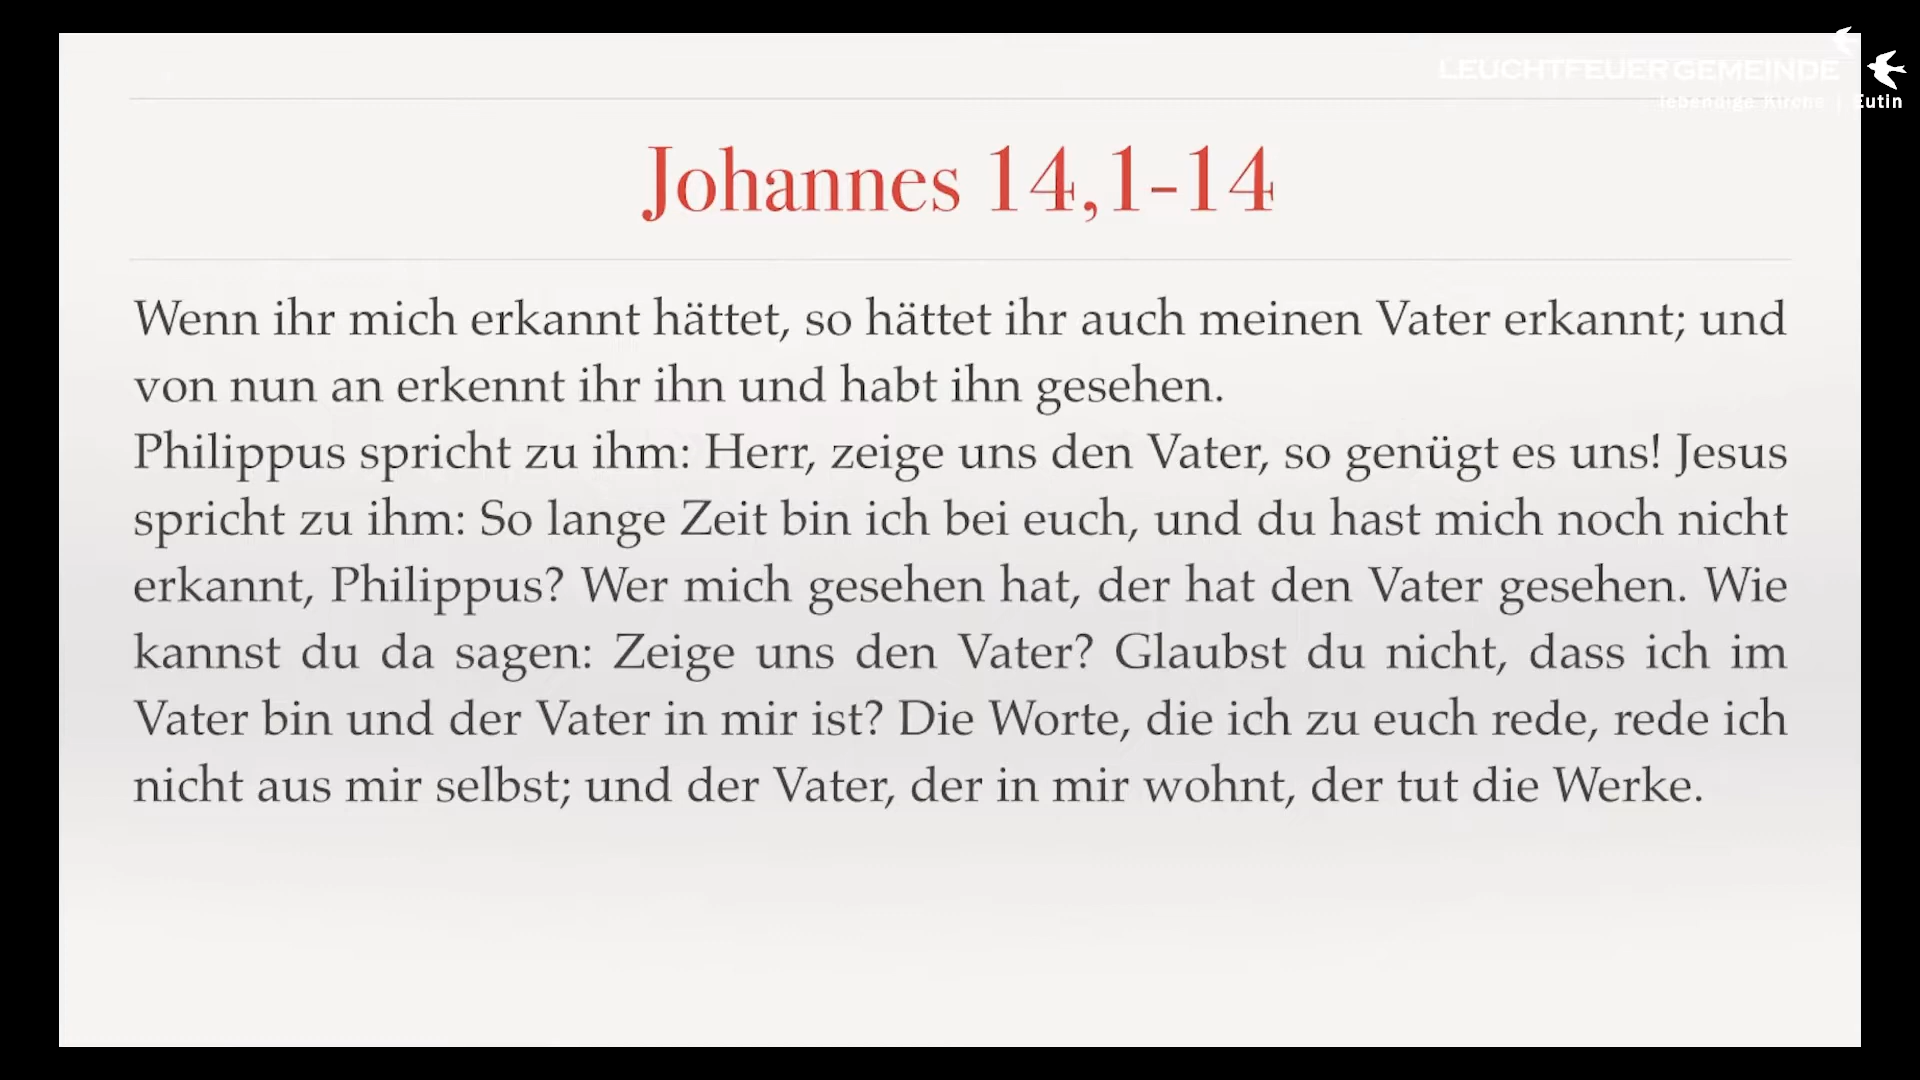 LEUCHTFEUERGEMEINDE
lebendige Kirche | Eutin
Johannes 14,1-14
Wenn ihr mich erkannt hättet, so hättet ihr auch meinen Vater erkannt; und
von nun an erkennt ihr ihn und habt ihn gesehen.
Philippus spricht zu ihm: Herr, zeige uns den Vater, so genügt es uns! Jesus
spricht zu ihm: So lange Zeit bin ich bei euch, und du hast mich noch nicht
erkannt, Philippus? Wer mich gesehen hat, der hat den Vater gesehen. Wie
kannst du da sagen: Zeige uns den Vater? Glaubst du nicht, dass ich im
Vater bin und der Vater in mir ist? Die Worte, die ich zu euch rede, rede ich
nicht aus mir selbst; und der Vater, der in mir wohnt, der tut die Werke.